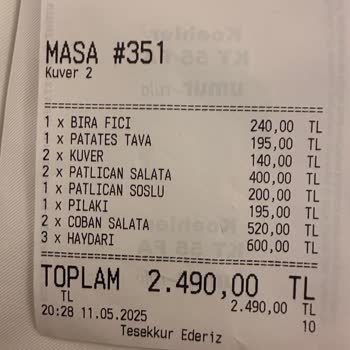 MASA #351
Kuver 2
1 x BIRA FICI 240,00 TL
1 x PATATES TAVA 195,00 TL
2 x KUVER 140,00 TL
2 x PATLICAN SALATA 400,00 TL
1 x PATLICAN SOSLU 200,00 TL
1 x PILAKI 195,00 TL
2 x COBAN SALATA 520,00 TL
3 x HAYDARI 600,00 TL
TOPLAM 2.490,00 TL
TL 2.490,00 TL
20:28 11.05.2025 10
Tesekkur Ederiz